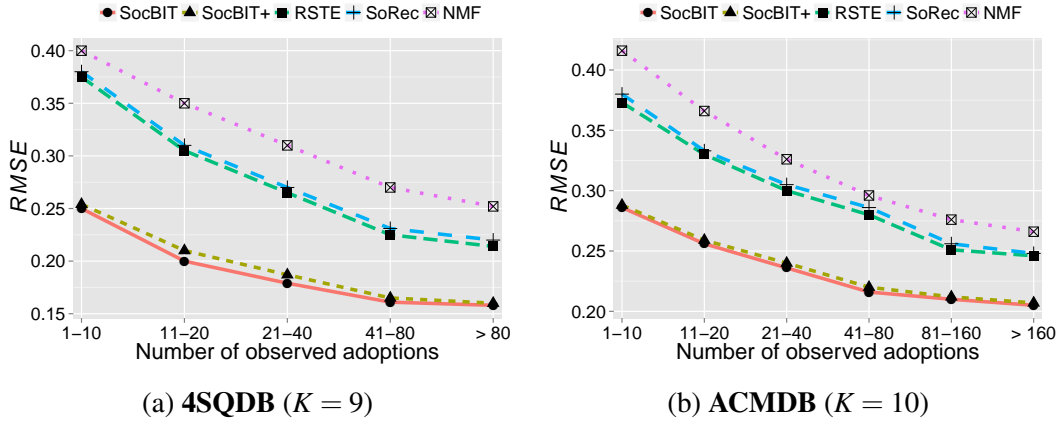 SocBIT SocBIT+ RSTE SoRec NMF
RMSE
0.40
0.35
0.30
0.25
0.20
0.15
1−10 11−20 21−40 41−80 > 80
Number of observed adoptions
(a) 4SQDB (K = 9)
SocBIT SocBIT+ RSTE SoRec NMF
RMSE
0.40
0.35
0.30
0.25
0.20
1−10 11−20 21−40 41−80 81−160 > 160
Number of observed adoptions
(b) ACMDB (K = 10)